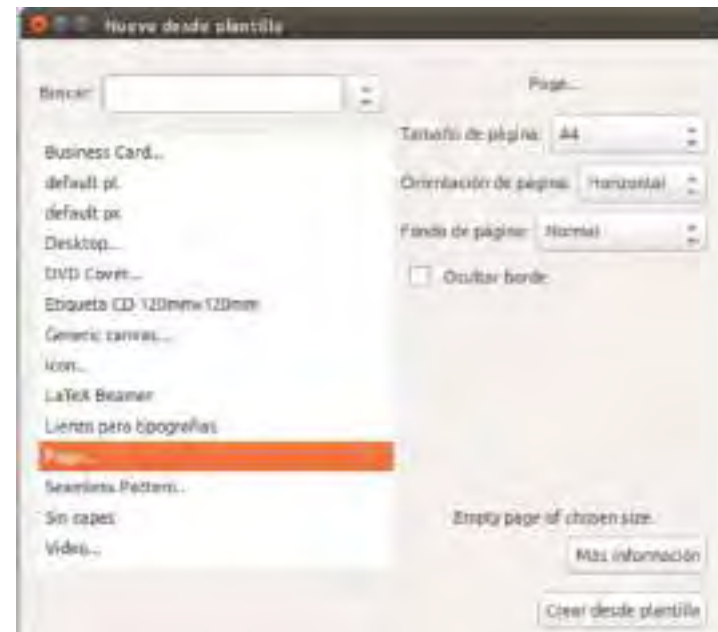 Nuevo desde plantilla
Buscar:
Business Card...
default pt
default px
Desktop...
DVD Cover...
Etiqueta CD 120mmx120mm
Generic canvas...
Icon...
LaTeX Beamer
Lienzo para tipografías
Page...
Seamless Pattern..
Sin capas
Video...
Page...
Tamaño de página: A4
Orientación de página: Horizontal
Fondo de página: Normal
Ocultar borde
Empty page of chosen size.
Más información
Crear desde plantilla